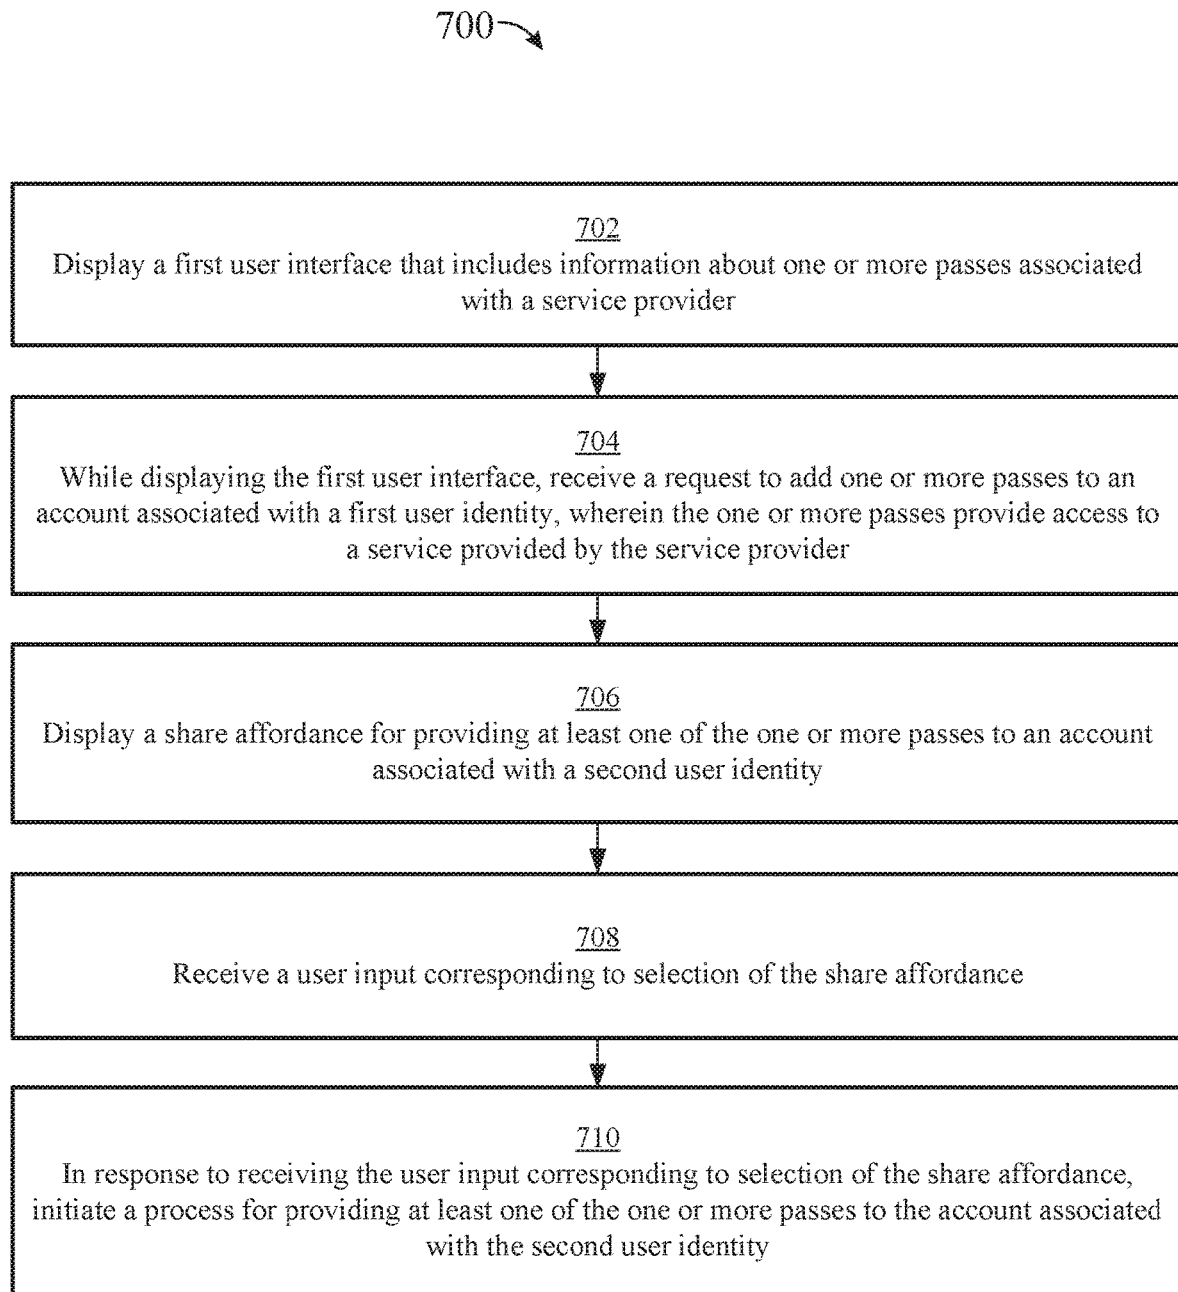 700
702
Display a first user interface that includes information about one or more passes associated
with a service provider
704
While displaying the first user interface, receive a request to add one or more passes to an
account associated with a first user identity, wherein the one or more passes provide access to
a service provided by the service provider
706
Display a share affordance for providing at least one of the one or more passes to an account
associated with a second user identity
708
Receive a user input corresponding to selection of the share affordance
710
In response to receiving the user input corresponding to selection of the share affordance,
initiate a process for providing at least one of the one or more passes to the account associated
with the second user identity